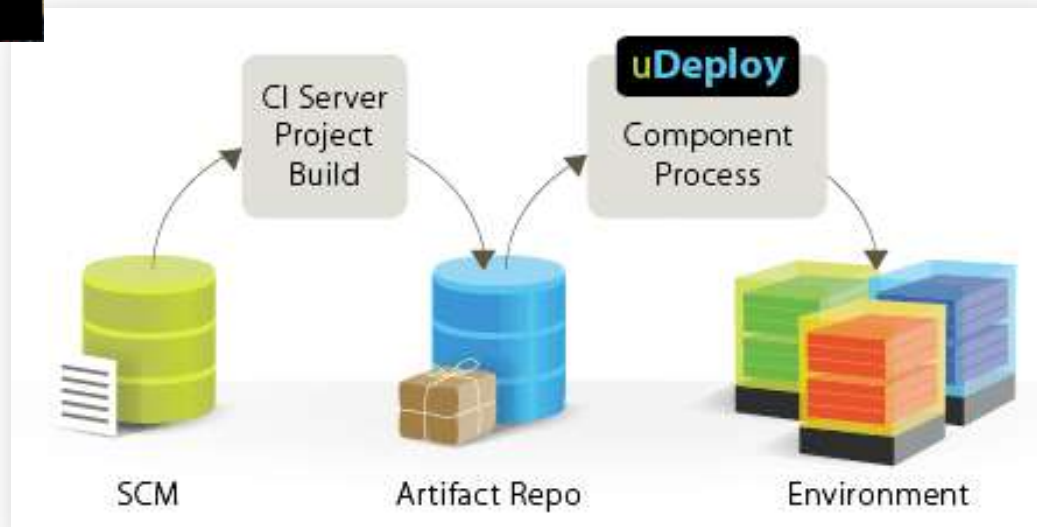 CI Server
Project
Build
uDeploy
Component
Process
SCM
Artifact Repo
Environment